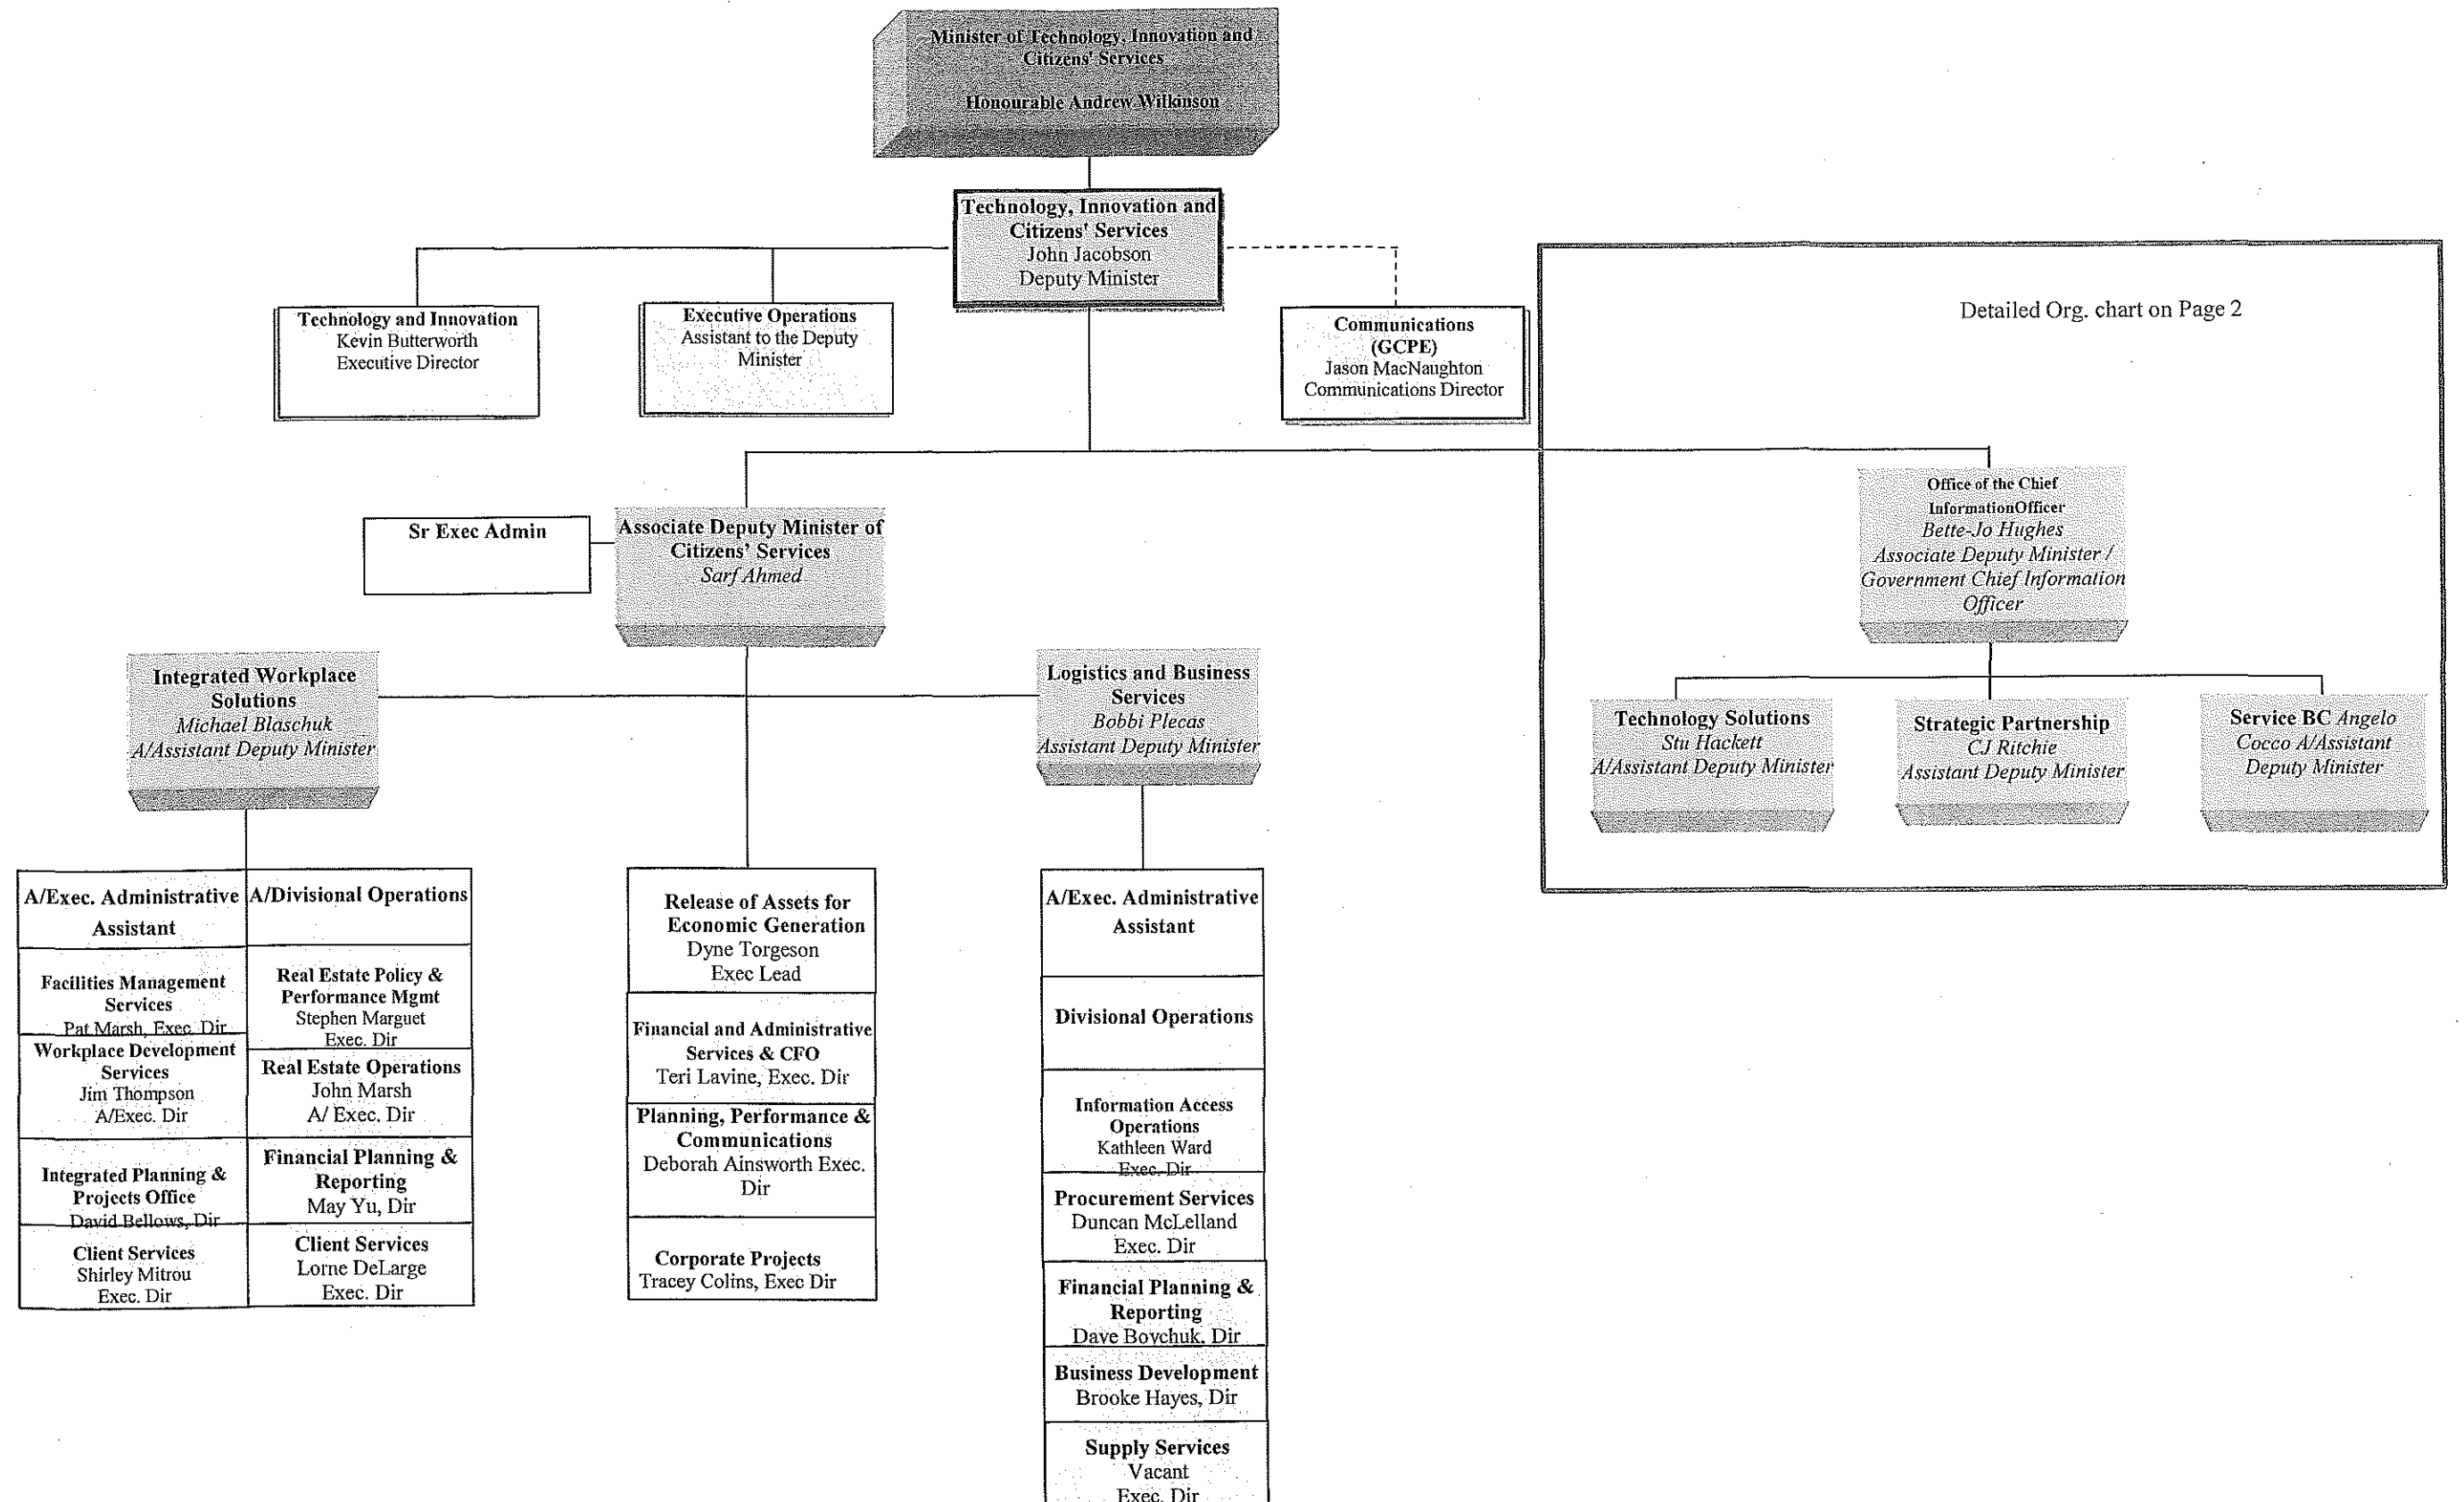 Minister of Technology, Innovation and
Citizens' Services
Honourable Andrew Wilkinson
Technology, Innovation and
Citizens' Services
John Jacobson
Deputy Minister
Detailed Org. chart on Page 2
Technology and Innovation
Kevin Butterworth
Executive Director
Executive Operations
Assistant to the Deputy
Minister
Communications
(GCPE)
Jason MacNaughton
Communications Director
Sr Exec Admin
Associate Deputy Minister of
Citizens' Services
Sarf Ahmed
Office of the Chief
InformationOfficer
Bette-Jo Hughes
Associate Deputy Minister /
Government Chief Information
Officer
Integrated Workplace
Solutions
Michael Blaschuk
A/Assistant Deputy Minister
Logistics and Business
Services
Bobbi Plecas
Assistant Deputy Minister
Technology Solutions
Stu Hackett
A/Assistant Deputy Minister
Strategic Partnership
CJ Ritchie
Assistant Deputy Minister
Service BC Angelo
Cocco A/Assistant
Deputy Minister
A/Exec. Administrative
Assistant
Facilities Management
Services
Pat Marsh, Exec. Dir
Workplace Development
Services
Jim Thompson
A/Exec. Dir
Integrated Planning &
Projects Office
David Bellows, Dir
Client Services
Shirley Mitrou
Exec. Dir
A/Divisional Operations
Real Estate Policy &
Performance Mgmt
Stephen Marguet
Exec. Dir
Real Estate Operations
John Marsh
A/ Exec. Dir
Financial Planning &
Reporting
May Yu, Dir
Client Services
Lorne DeLarge
Exec. Dir
Release of Assets for
Economic Generation
Dyne Torgeson
Exec Lead
Financial and Administrative
Services & CFO
Teri Lavine, Exec. Dir
Planning, Performance &
Communications
Deborah Ainsworth Exec.
Dir
Corporate Projects
Tracey Colins, Exec Dir
A/Exec. Administrative
Assistant
Divisional Operations
Information Access
Operations
Kathleen Ward
Exec. Dir
Procurement Services
Duncan McLelland
Exec. Dir
Financial Planning &
Reporting
Dave Boychuk, Dir
Business Development
Brooke Hayes, Dir
Supply Services
Vacant
Exec. Dir